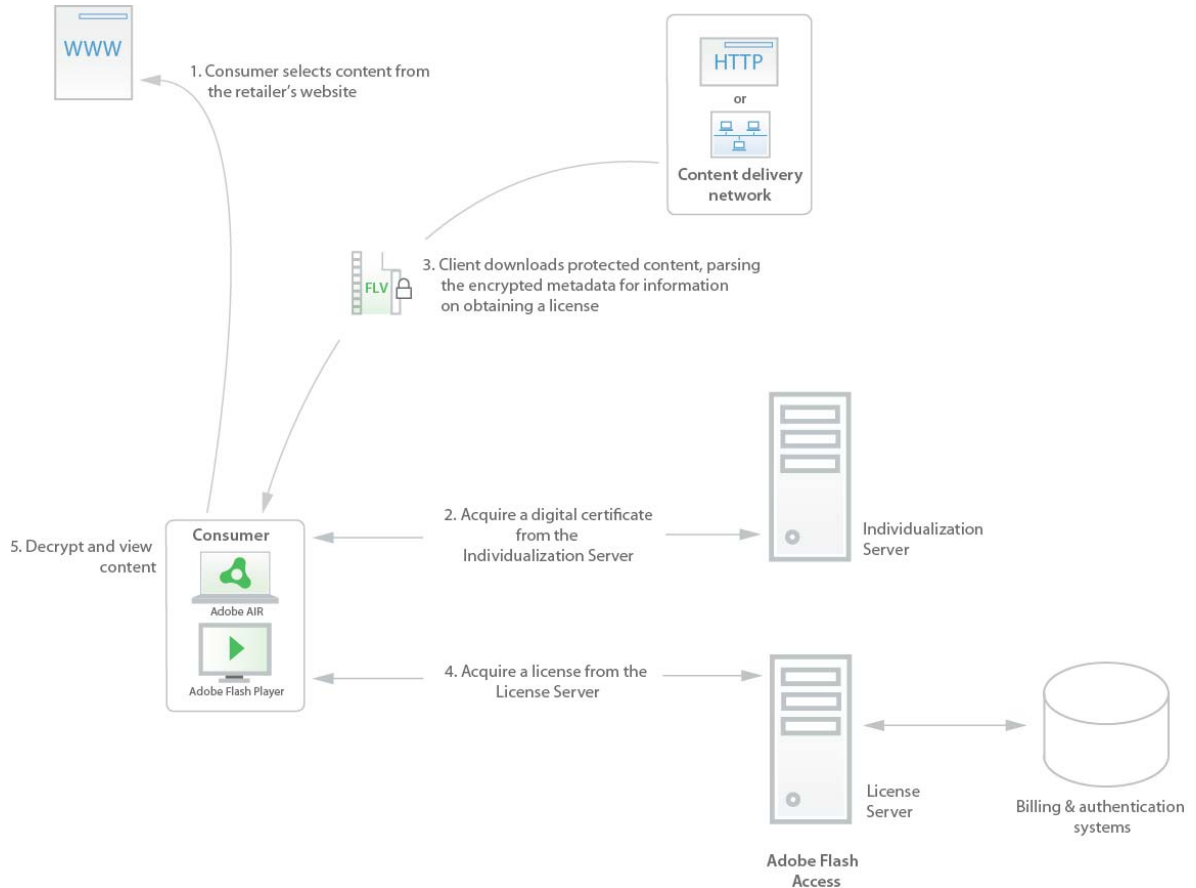 WWW
1. Consumer selects content from
the retailer's website
HTTP
or
Content delivery
network
FLV
3. Client downloads protected content, parsing
the encrypted metadata for information
on obtaining a license
5. Decrypt and view
content
Consumer
Adobe AIR
Adobe Flash Player
2. Acquire a digital certificate
from the
Individualization Server
Individualization
Server
4. Acquire a license from the
License Server
License
Server
Adobe Flash
Access
Billing & authentication
systems